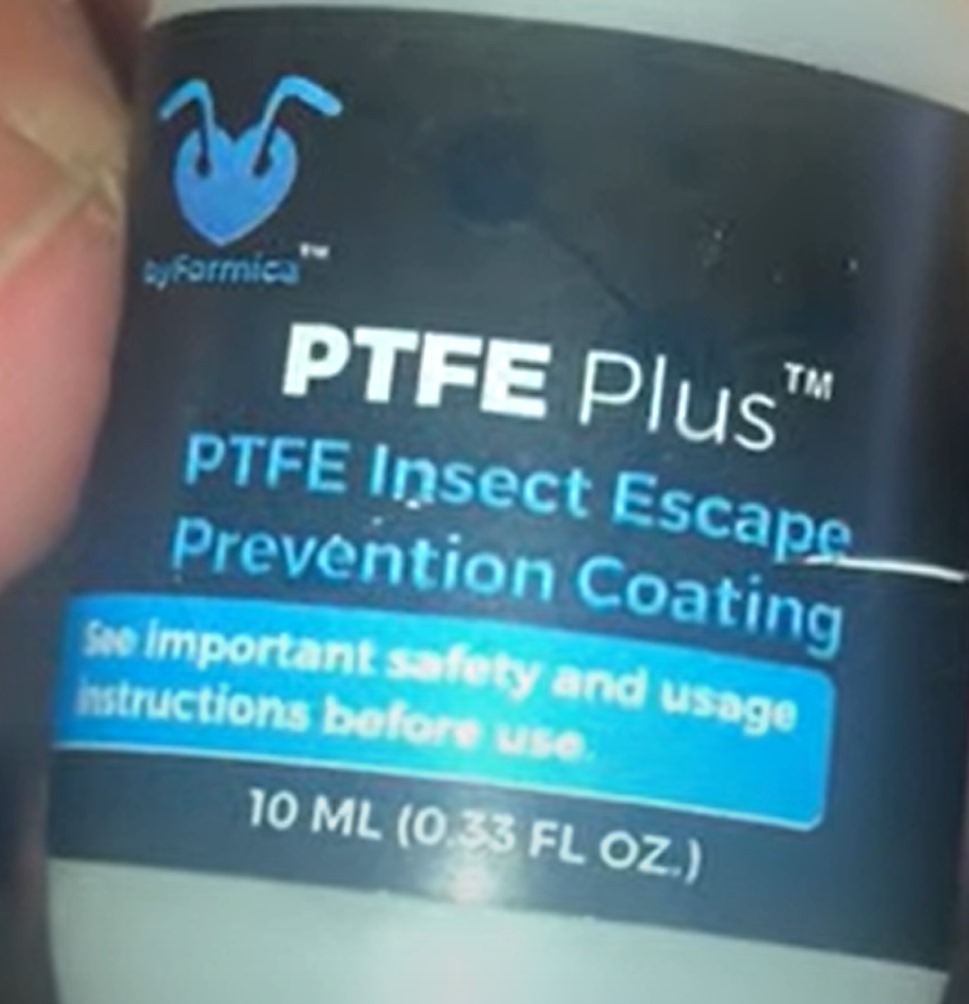 byFormica™
PTFE Plus™
PTFE Insect Escape
Prevention Coating
See important safety and usage
instructions before use.
10 ML (0.33 FL OZ.)